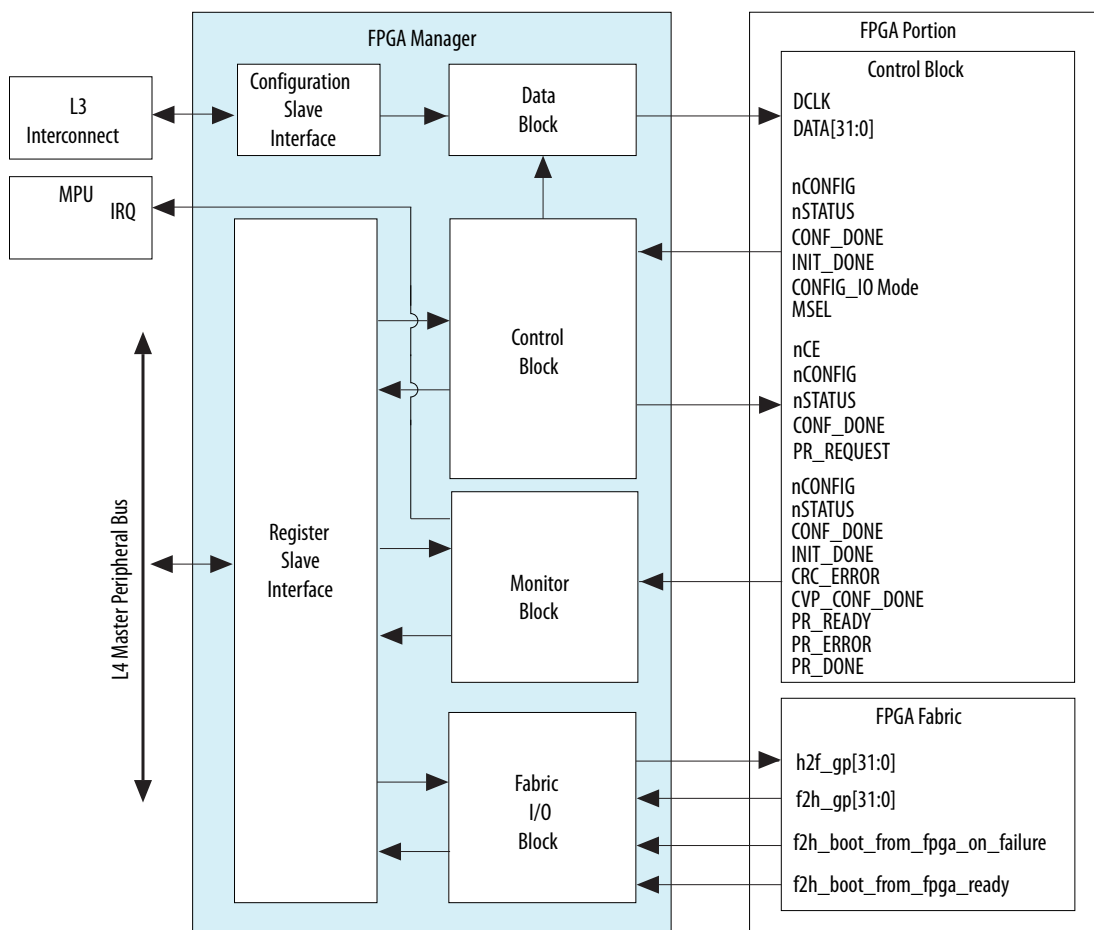 FPGA Manager
FPGA Portion
L3
Interconnect
Configuration
Slave
Interface
Data
Block
Control Block
DCLK
DATA[31:0]
MPU
IRQ
nCONFIG
nSTATUS
CONF_DONE
INIT_DONE
CONFIG_IO Mode
MSEL
Control
Block
nCE
nCONFIG
nSTATUS
CONF_DONE
PR_REQUEST
L4 Master Peripheral Bus
Register
Slave
Interface
Monitor
Block
nCONFIG
nSTATUS
CONF_DONE
INIT_DONE
CRC_ERROR
CVP_CONF_DONE
PR_READY
PR_ERROR
PR_DONE
Fabric
I/O
Block
FPGA Fabric
h2f_gp[31:0]
f2h_gp[31:0]
f2h_boot_from_fpga_on_failure
f2h_boot_from_fpga_ready